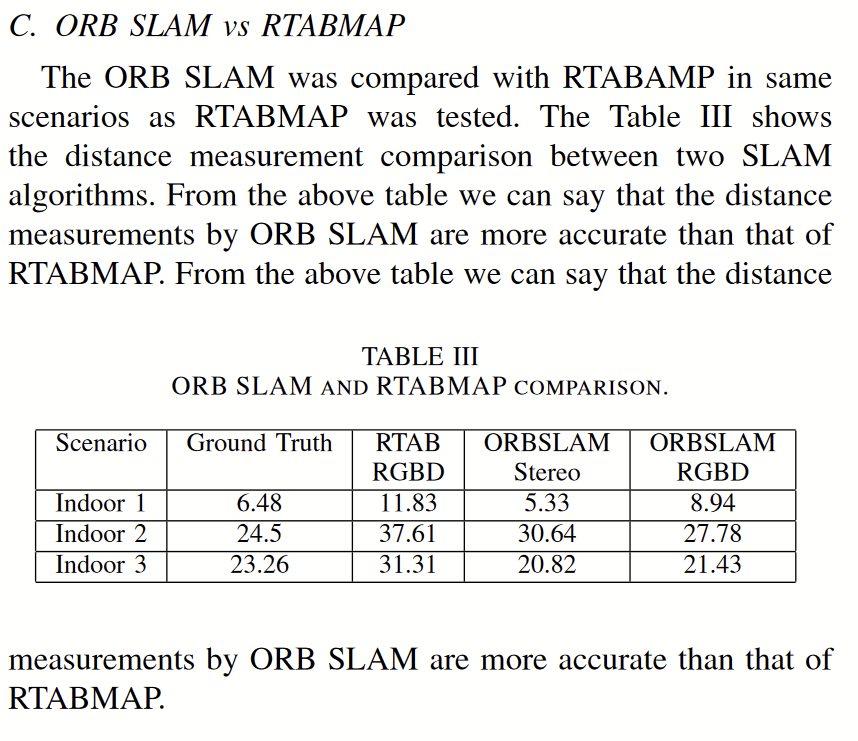 C. ORB SLAM vs RTABMAP
The ORB SLAM was compared with RTABAMP in same
scenarios as RTABMAP was tested. The Table III shows
the distance measurement comparison between two SLAM
algorithms. From the above table we can say that the distance
measurements by ORB SLAM are more accurate than that of
RTABMAP. From the above table we can say that the distance
TABLE III
ORB SLAM AND RTABMAP COMPARISON.
Scenario Ground Truth RTAB RGBD ORBSLAM Stereo ORBSLAM RGBD
Indoor 1 6.48 11.83 5.33 8.94
Indoor 2 24.5 37.61 30.64 27.78
Indoor 3 23.26 31.31 20.82 21.43
measurements by ORB SLAM are more accurate than that of
RTABMAP.